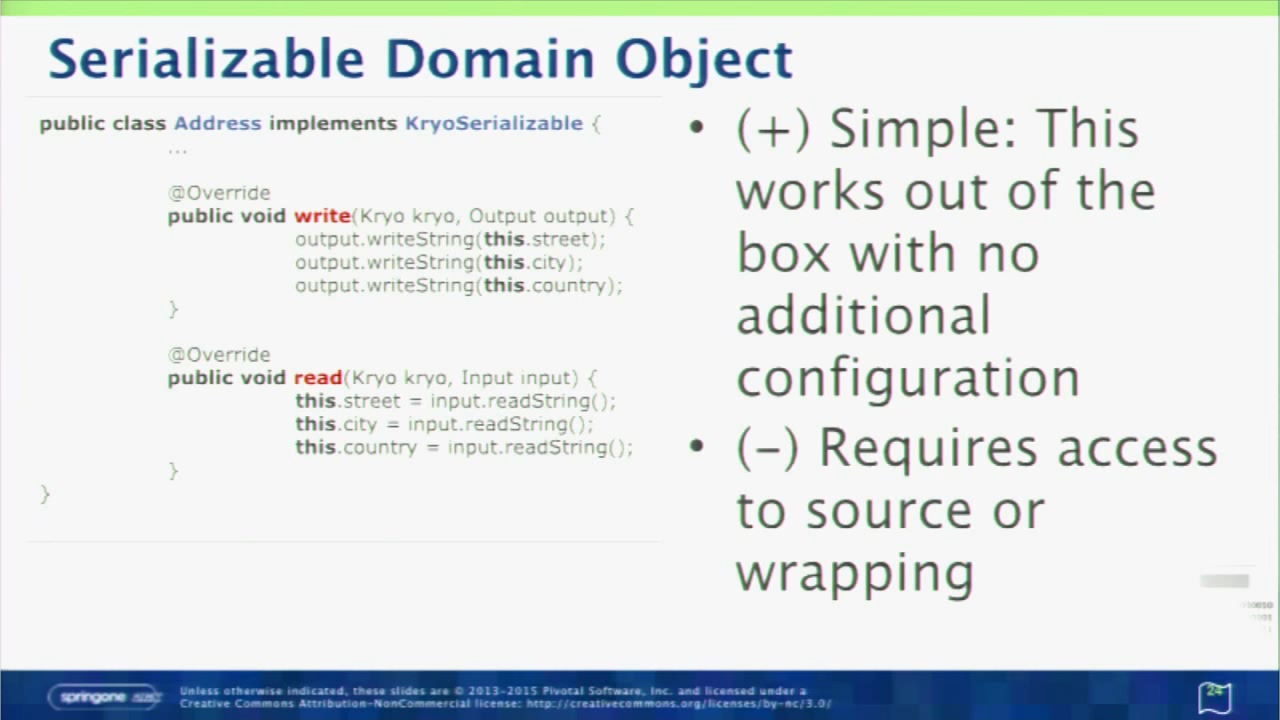 Serializable Domain Object
public class Address implements KryoSerializable {
...
@Override
public void write(Kryo kryo, Output output) {
output.writeString(this.street);
output.writeString(this.city);
output.writeString(this.country);
}
@Override
public void read(Kryo kryo, Input input) {
this.street = input.readString();
this.city = input.readString();
this.country = input.readString();
}
}
• (+) Simple: This
works out of the
box with no
additional
configuration
• (–) Requires access
to source or
wrapping
springone
Unless otherwise indicated, these slides are © 2013-2015 Pivotal Software, Inc. and licensed under a
Creative Commons Attribution-NonCommercial license: http://creativecommons.org/licenses/by-nc/3.0/
24